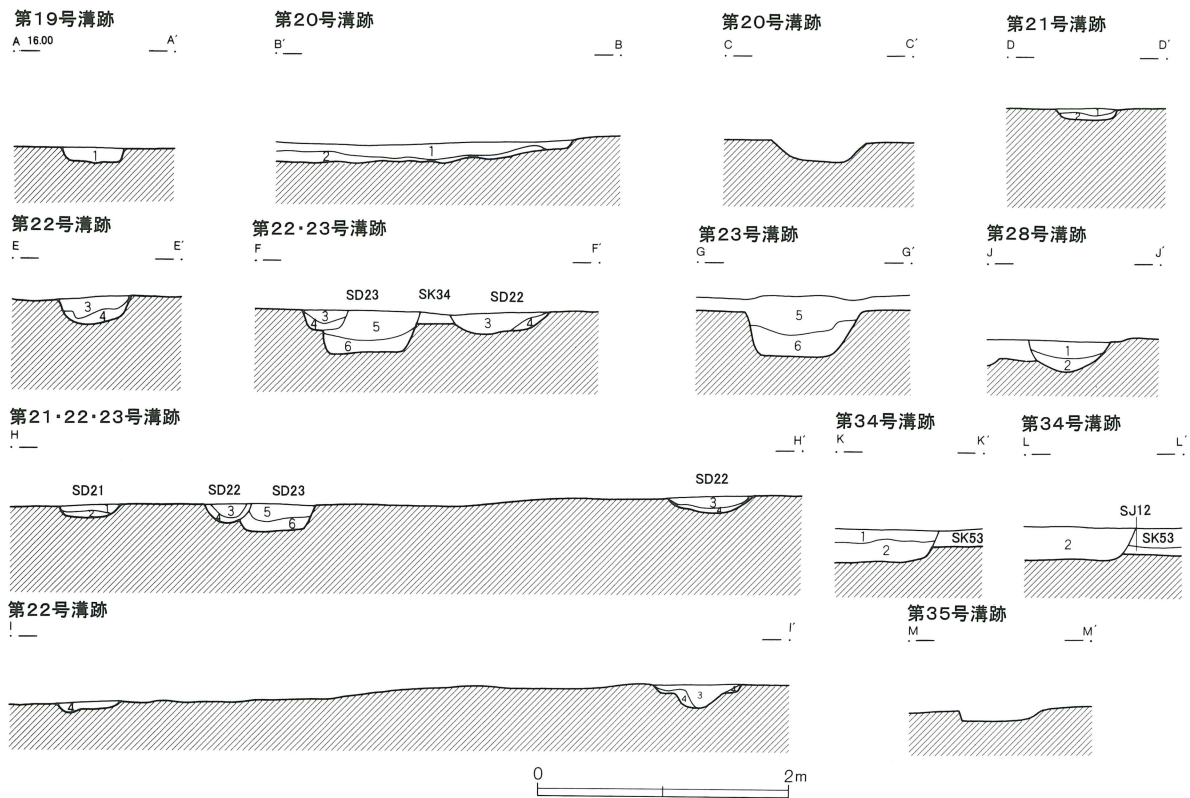 第19号溝跡
A 16.00 A′
1
第20号溝跡
B′ B
1
2
第20号溝跡
C C′
第21号溝跡
D D′
1
2
第22号溝跡
E E′
3
4
第22・23号溝跡
F F′
SD23 SK34 SD22
3 4 5 6 3 4
第23号溝跡
G G′
5
6
第28号溝跡
J J′
1
2
第21・22・23号溝跡
H H′
SD21 SD22 SD23 SD22
1 2 3 4 5 6 3 4
第34号溝跡
K K′
1 SK53
2
第34号溝跡
L L′
SJ12
2 SK53
第22号溝跡
I I′
4 4 3 4
第35号溝跡
M M′
0 2m